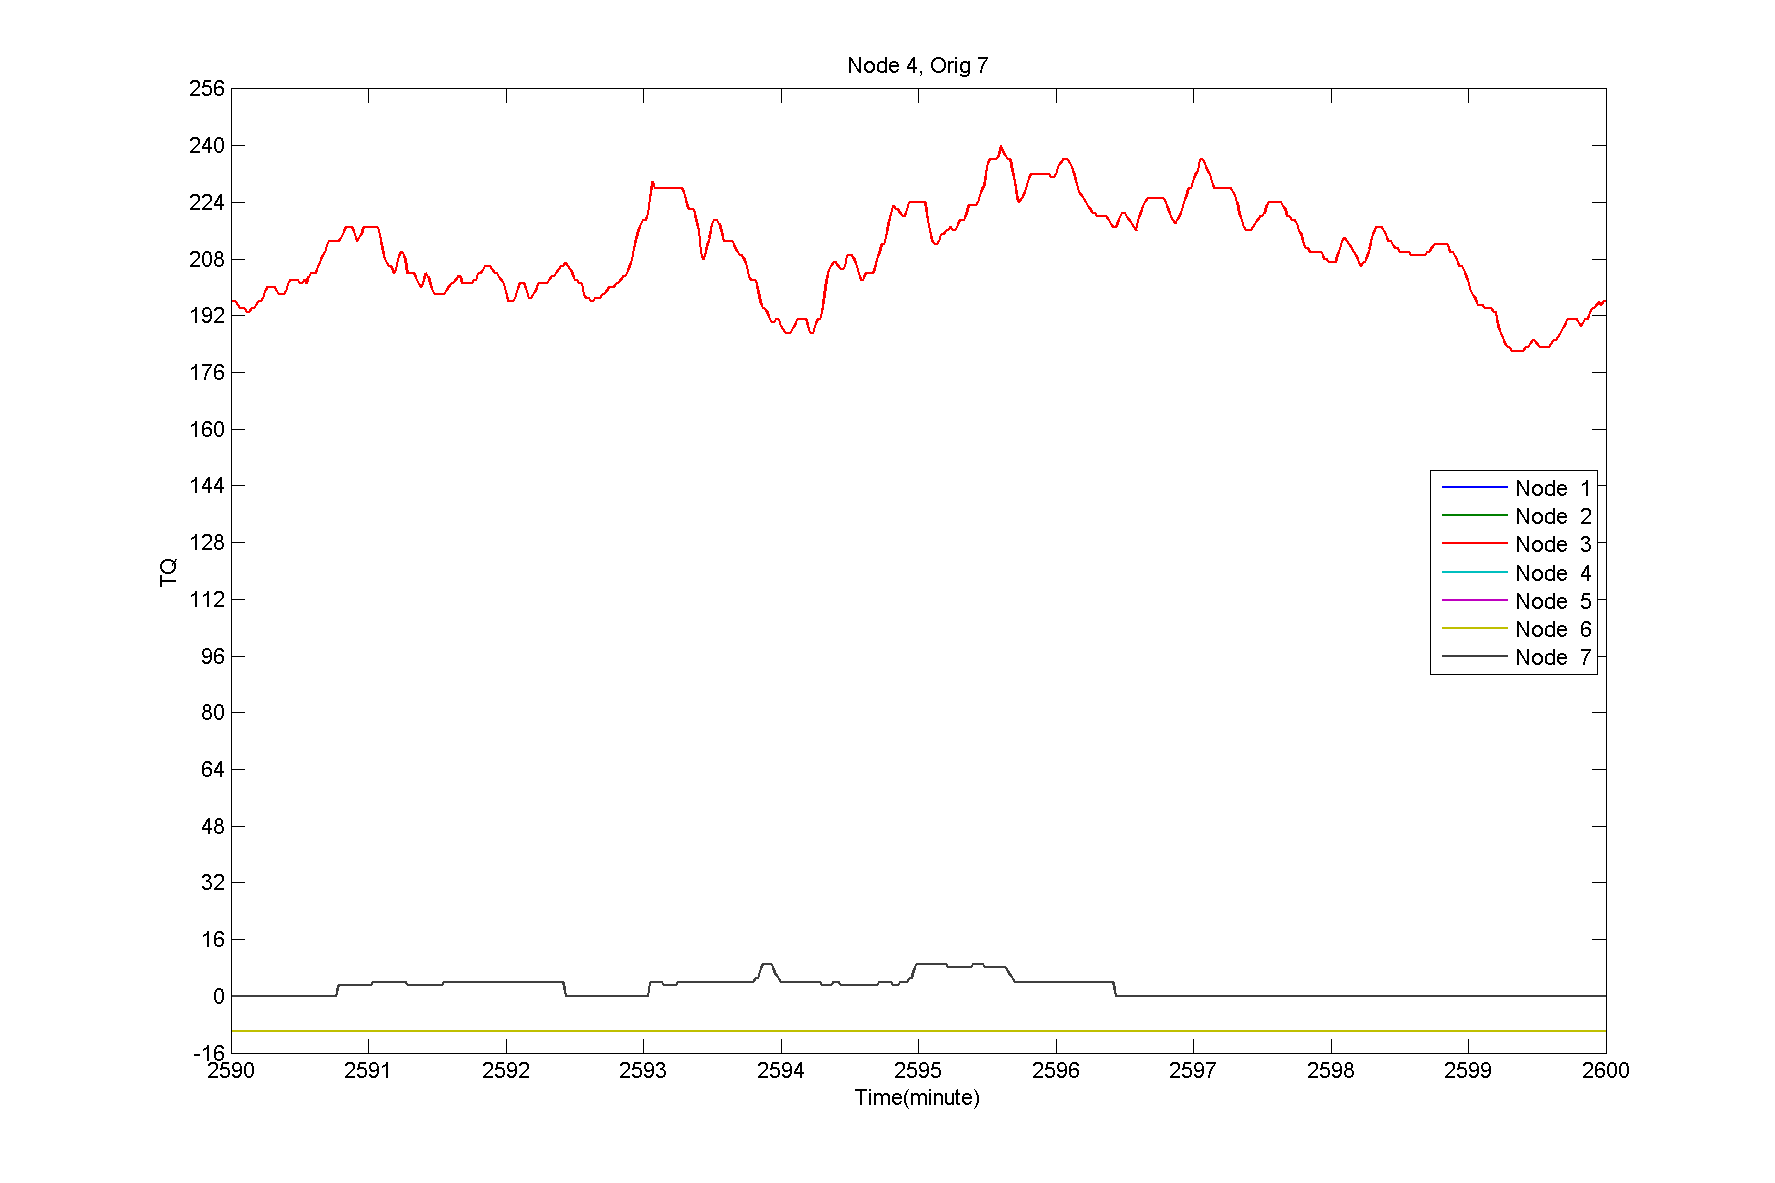 Node 4, Orig 7
256
240
224
208
192
176
160
144
128
112
96
80
64
48
32
16
0
-16
TQ
Node 1
Node 2
Node 3
Node 4
Node 5
Node 6
Node 7
2590 2591 2592 2593 2594 2595 2596 2597 2598 2599 2600
Time(minute)